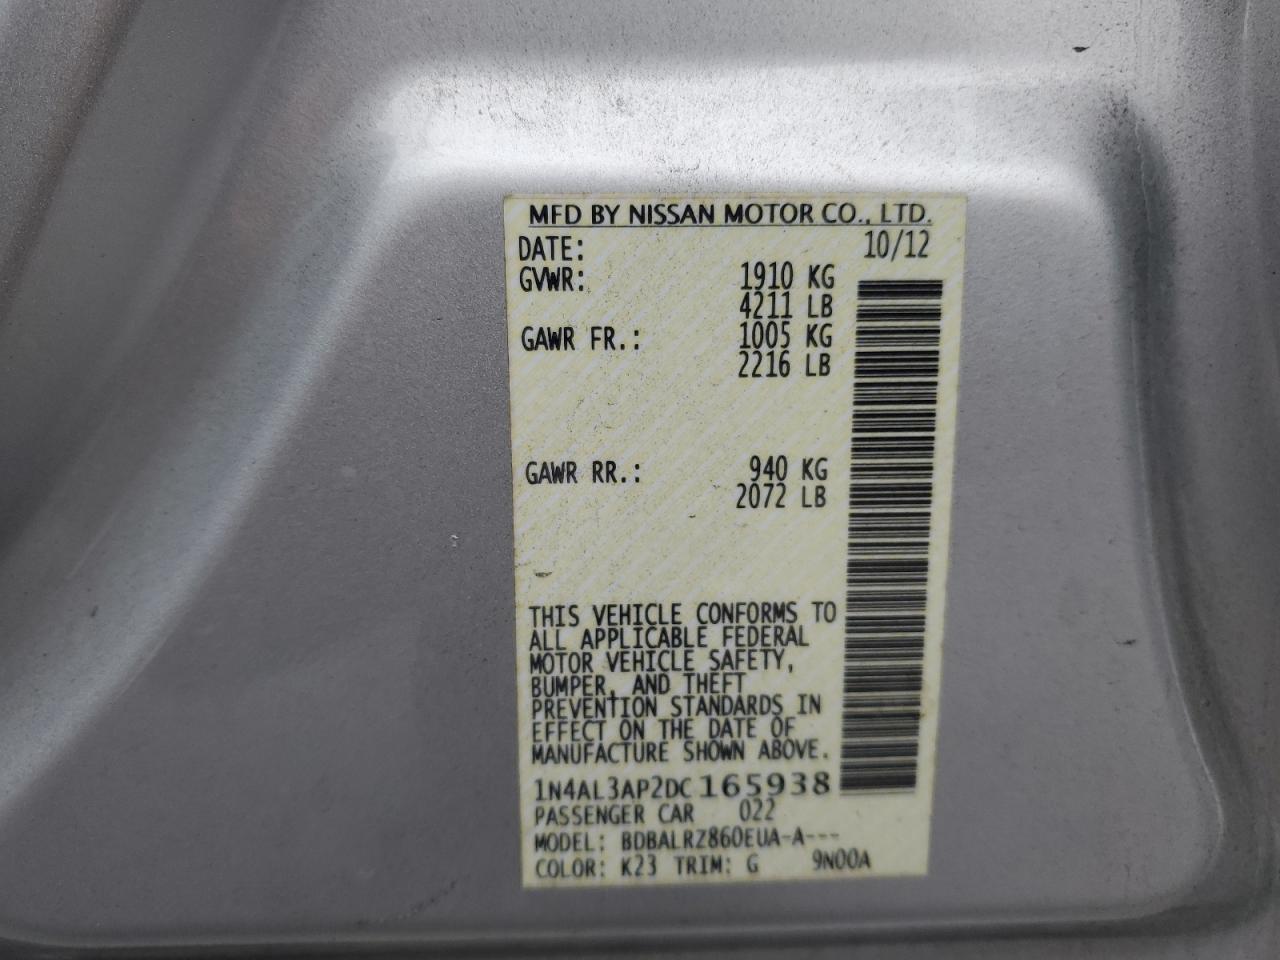 MFD BY NISSAN MOTOR CO., LTD.
DATE: 10/12
GVWR: 1910 KG
4211 LB
GAWR FR.: 1005 KG
2216 LB
GAWR RR.: 940 KG
2072 LB
THIS VEHICLE CONFORMS TO
ALL APPLICABLE FEDERAL
MOTOR VEHICLE SAFETY,
BUMPER, AND THEFT
PREVENTION STANDARDS IN
EFFECT ON THE DATE OF
MANUFACTURE SHOWN ABOVE.
1N4AL3AP2DC165938
PASSENGER CAR 022
MODEL: BDBALRZ860EUA-A---
COLOR: K23 TRIM: G 9N00A